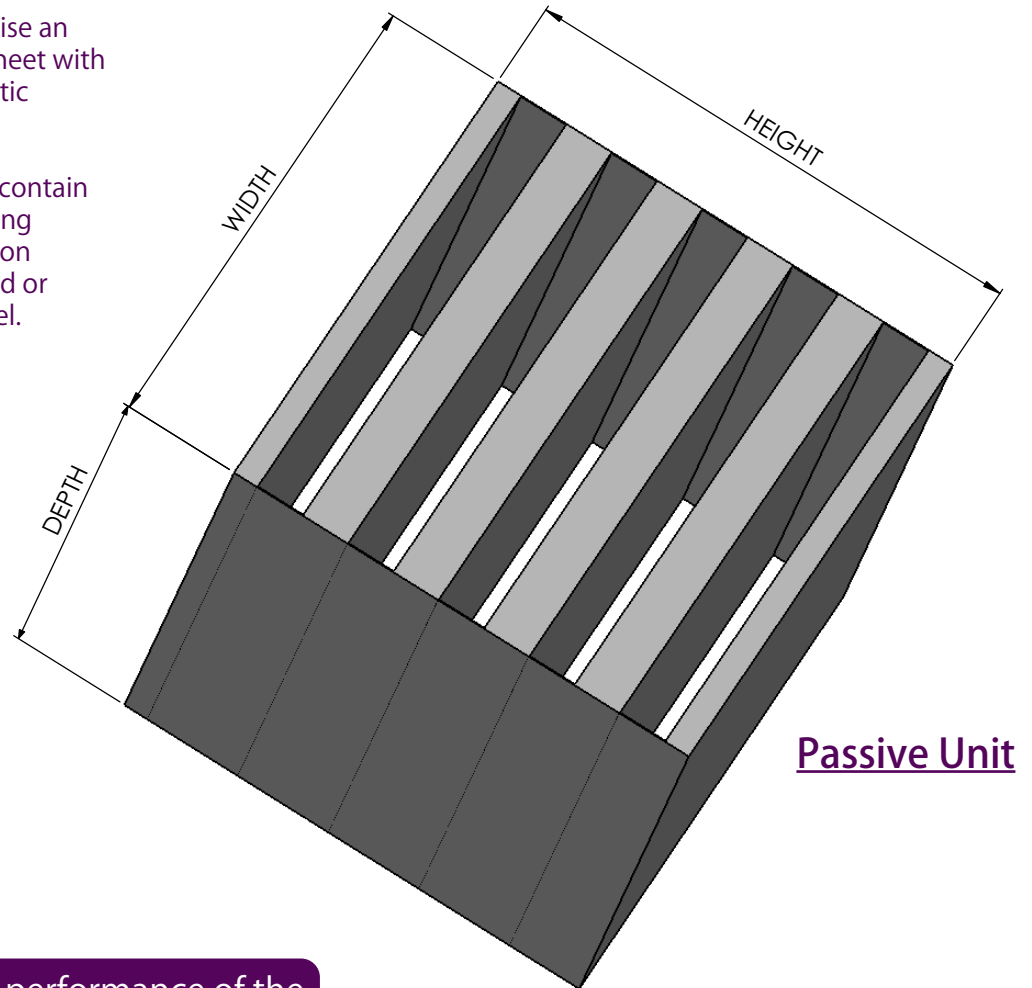 ise an
heet with
tic
contain
ng
on
d or
el.
WIDTH
HEIGHT
DEPTH
Passive Unit
performance of the